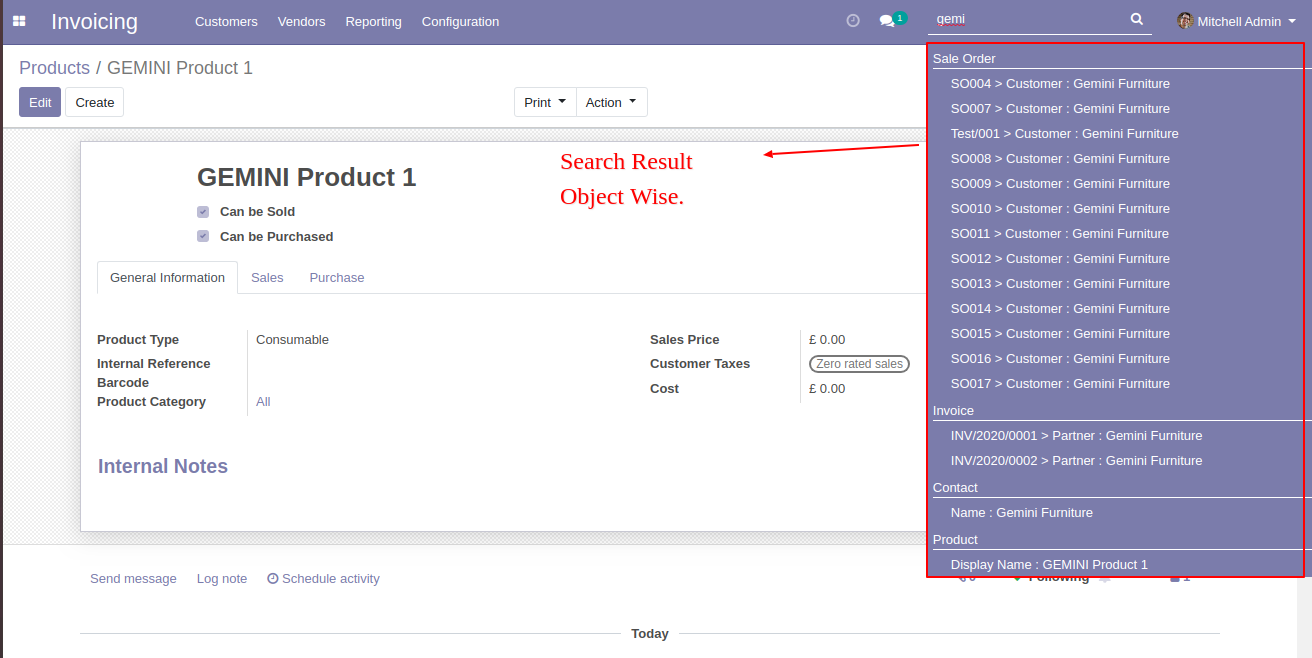 Invoicing Customers Vendors Reporting Configuration 1 gemi Mitchell Admin
Products / GEMINI Product 1
Edit Create Print Action
GEMINI Product 1
Can be Sold
Can be Purchased
Search Result
Object Wise.
General Information Sales Purchase
Product Type Consumable
Internal Reference
Barcode
Product Category All
Sales Price £ 0.00
Customer Taxes Zero rated sales
Cost £ 0.00
Internal Notes
Sale Order
SO004 > Customer : Gemini Furniture
SO007 > Customer : Gemini Furniture
Test/001 > Customer : Gemini Furniture
SO008 > Customer : Gemini Furniture
SO009 > Customer : Gemini Furniture
SO010 > Customer : Gemini Furniture
SO011 > Customer : Gemini Furniture
SO012 > Customer : Gemini Furniture
SO013 > Customer : Gemini Furniture
SO014 > Customer : Gemini Furniture
SO015 > Customer : Gemini Furniture
SO016 > Customer : Gemini Furniture
SO017 > Customer : Gemini Furniture
Invoice
INV/2020/0001 > Partner : Gemini Furniture
INV/2020/0002 > Partner : Gemini Furniture
Contact
Name : Gemini Furniture
Product
Display Name : GEMINI Product 1
Send message Log note Schedule activity Following
Today